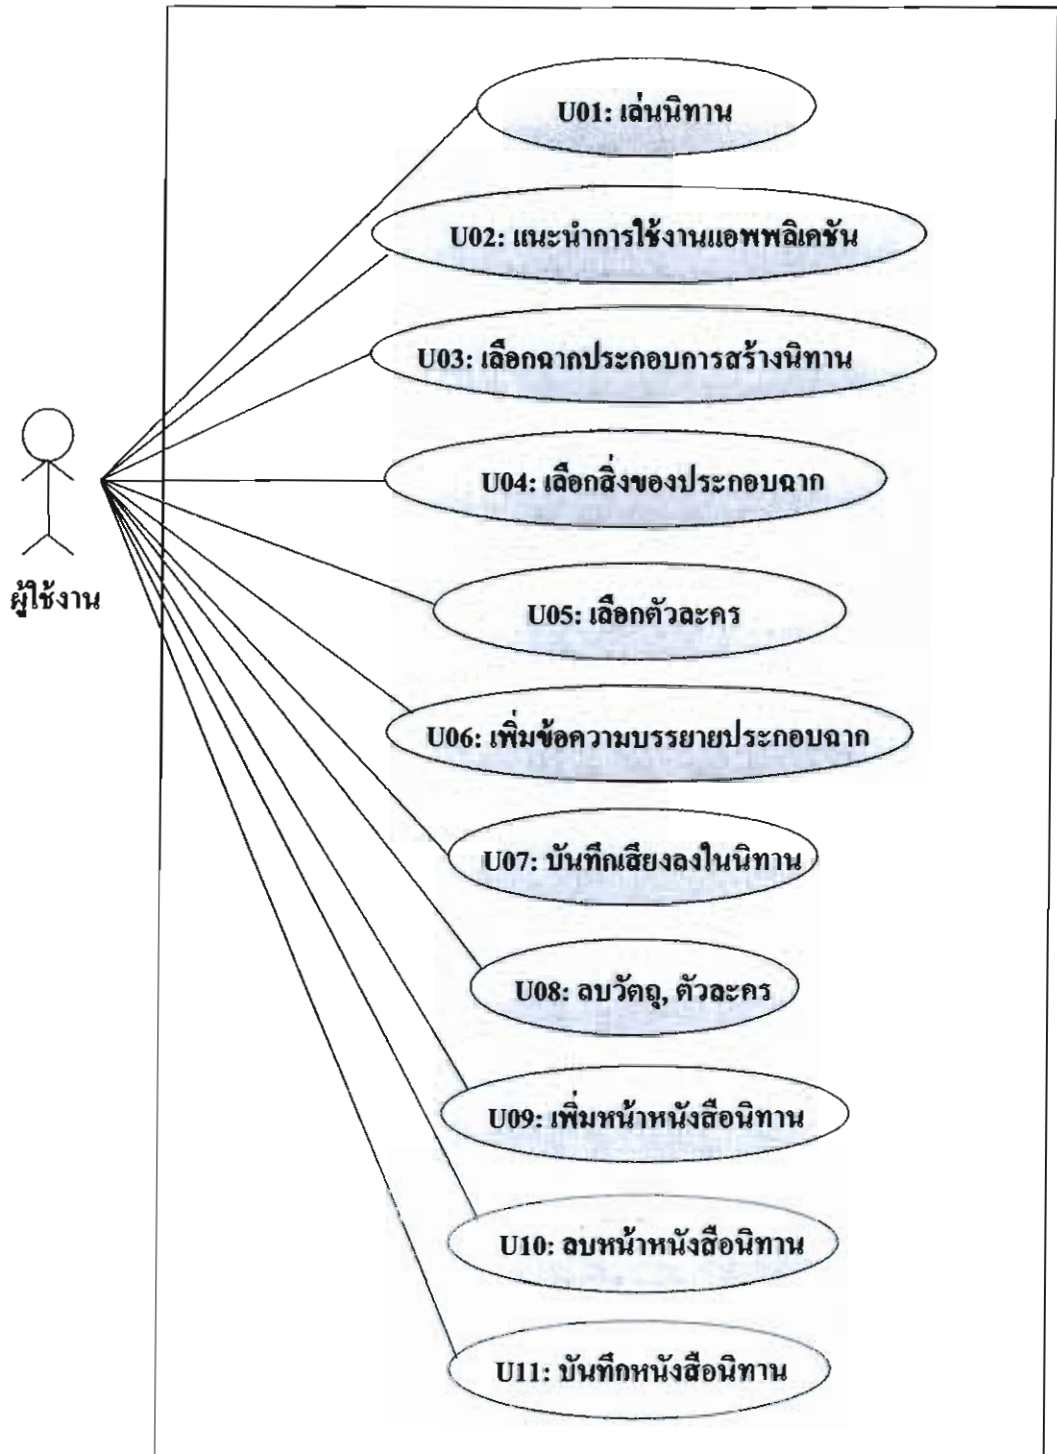 U01: เล่นนิทาน
U02: แนะนำการใช้งานแอพพลิเคชัน
U03: เลือกฉากประกอบการสร้างนิทาน
U04: เลือกสิ่งของประกอบฉาก
U05: เลือกตัวละคร
ผู้ใช้งาน
U06: เพิ่มข้อความบรรยายประกอบฉาก
U07: บันทึกเสียงลงในนิทาน
U08: ลบวัตถุ, ตัวละคร
U09: เพิ่มหน้าหนังสือนิทาน
U10: ลบหน้าหนังสือนิทาน
U11: บันทึกหนังสือนิทาน